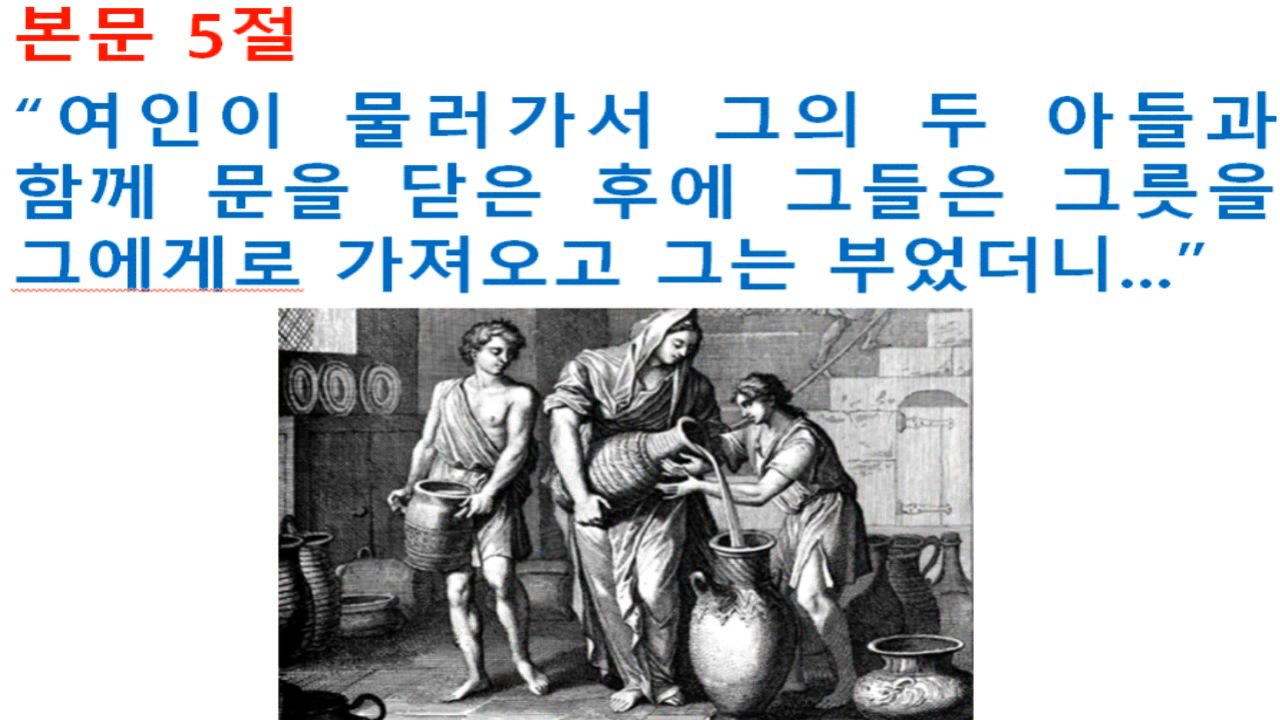 본문 5절
“여인이 물러가서 그의 두 아들과
함께 문을 닫은 후에 그들은 그릇을
그에게로 가져오고 그는 부었더니…”